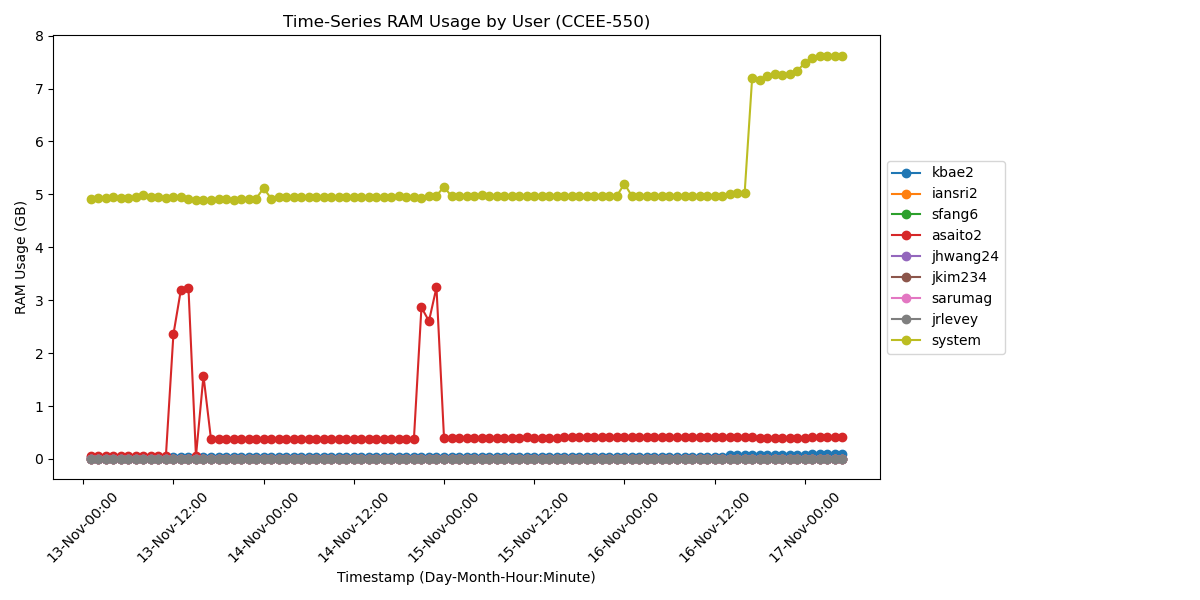 Time-Series RAM Usage by User (CCEE-550)
8
7
6
5
4
3
2
1
0
RAM Usage (GB)
kbae2
iansri2
sfang6
asaito2
jhwang24
jkim234
sarumag
jrlevey
system
13-Nov-00:00
13-Nov-12:00
14-Nov-00:00
14-Nov-12:00
15-Nov-00:00
15-Nov-12:00
16-Nov-00:00
16-Nov-12:00
17-Nov-00:00
Timestamp (Day-Month-Hour:Minute)